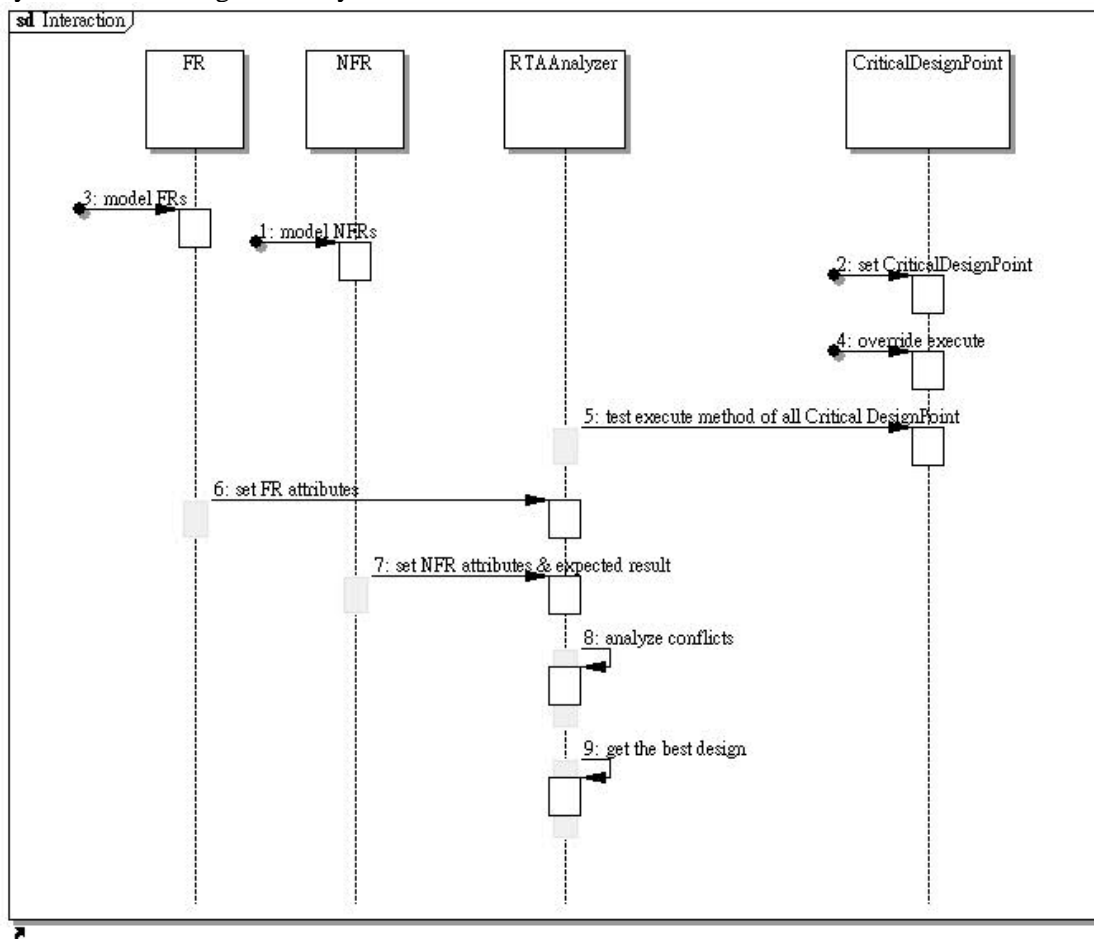 sd Interaction
FR
NFR
RTAAnalyzer
CriticalDesignPoint
3: model FRs
1: model NFRs
2: set CriticalDesignPoint
4: override execute
5: test execute method of all Critical DesignPoint
6: set FR attributes
7: set NFR attributes & expected result
8: analyze conflicts
9: get the best design